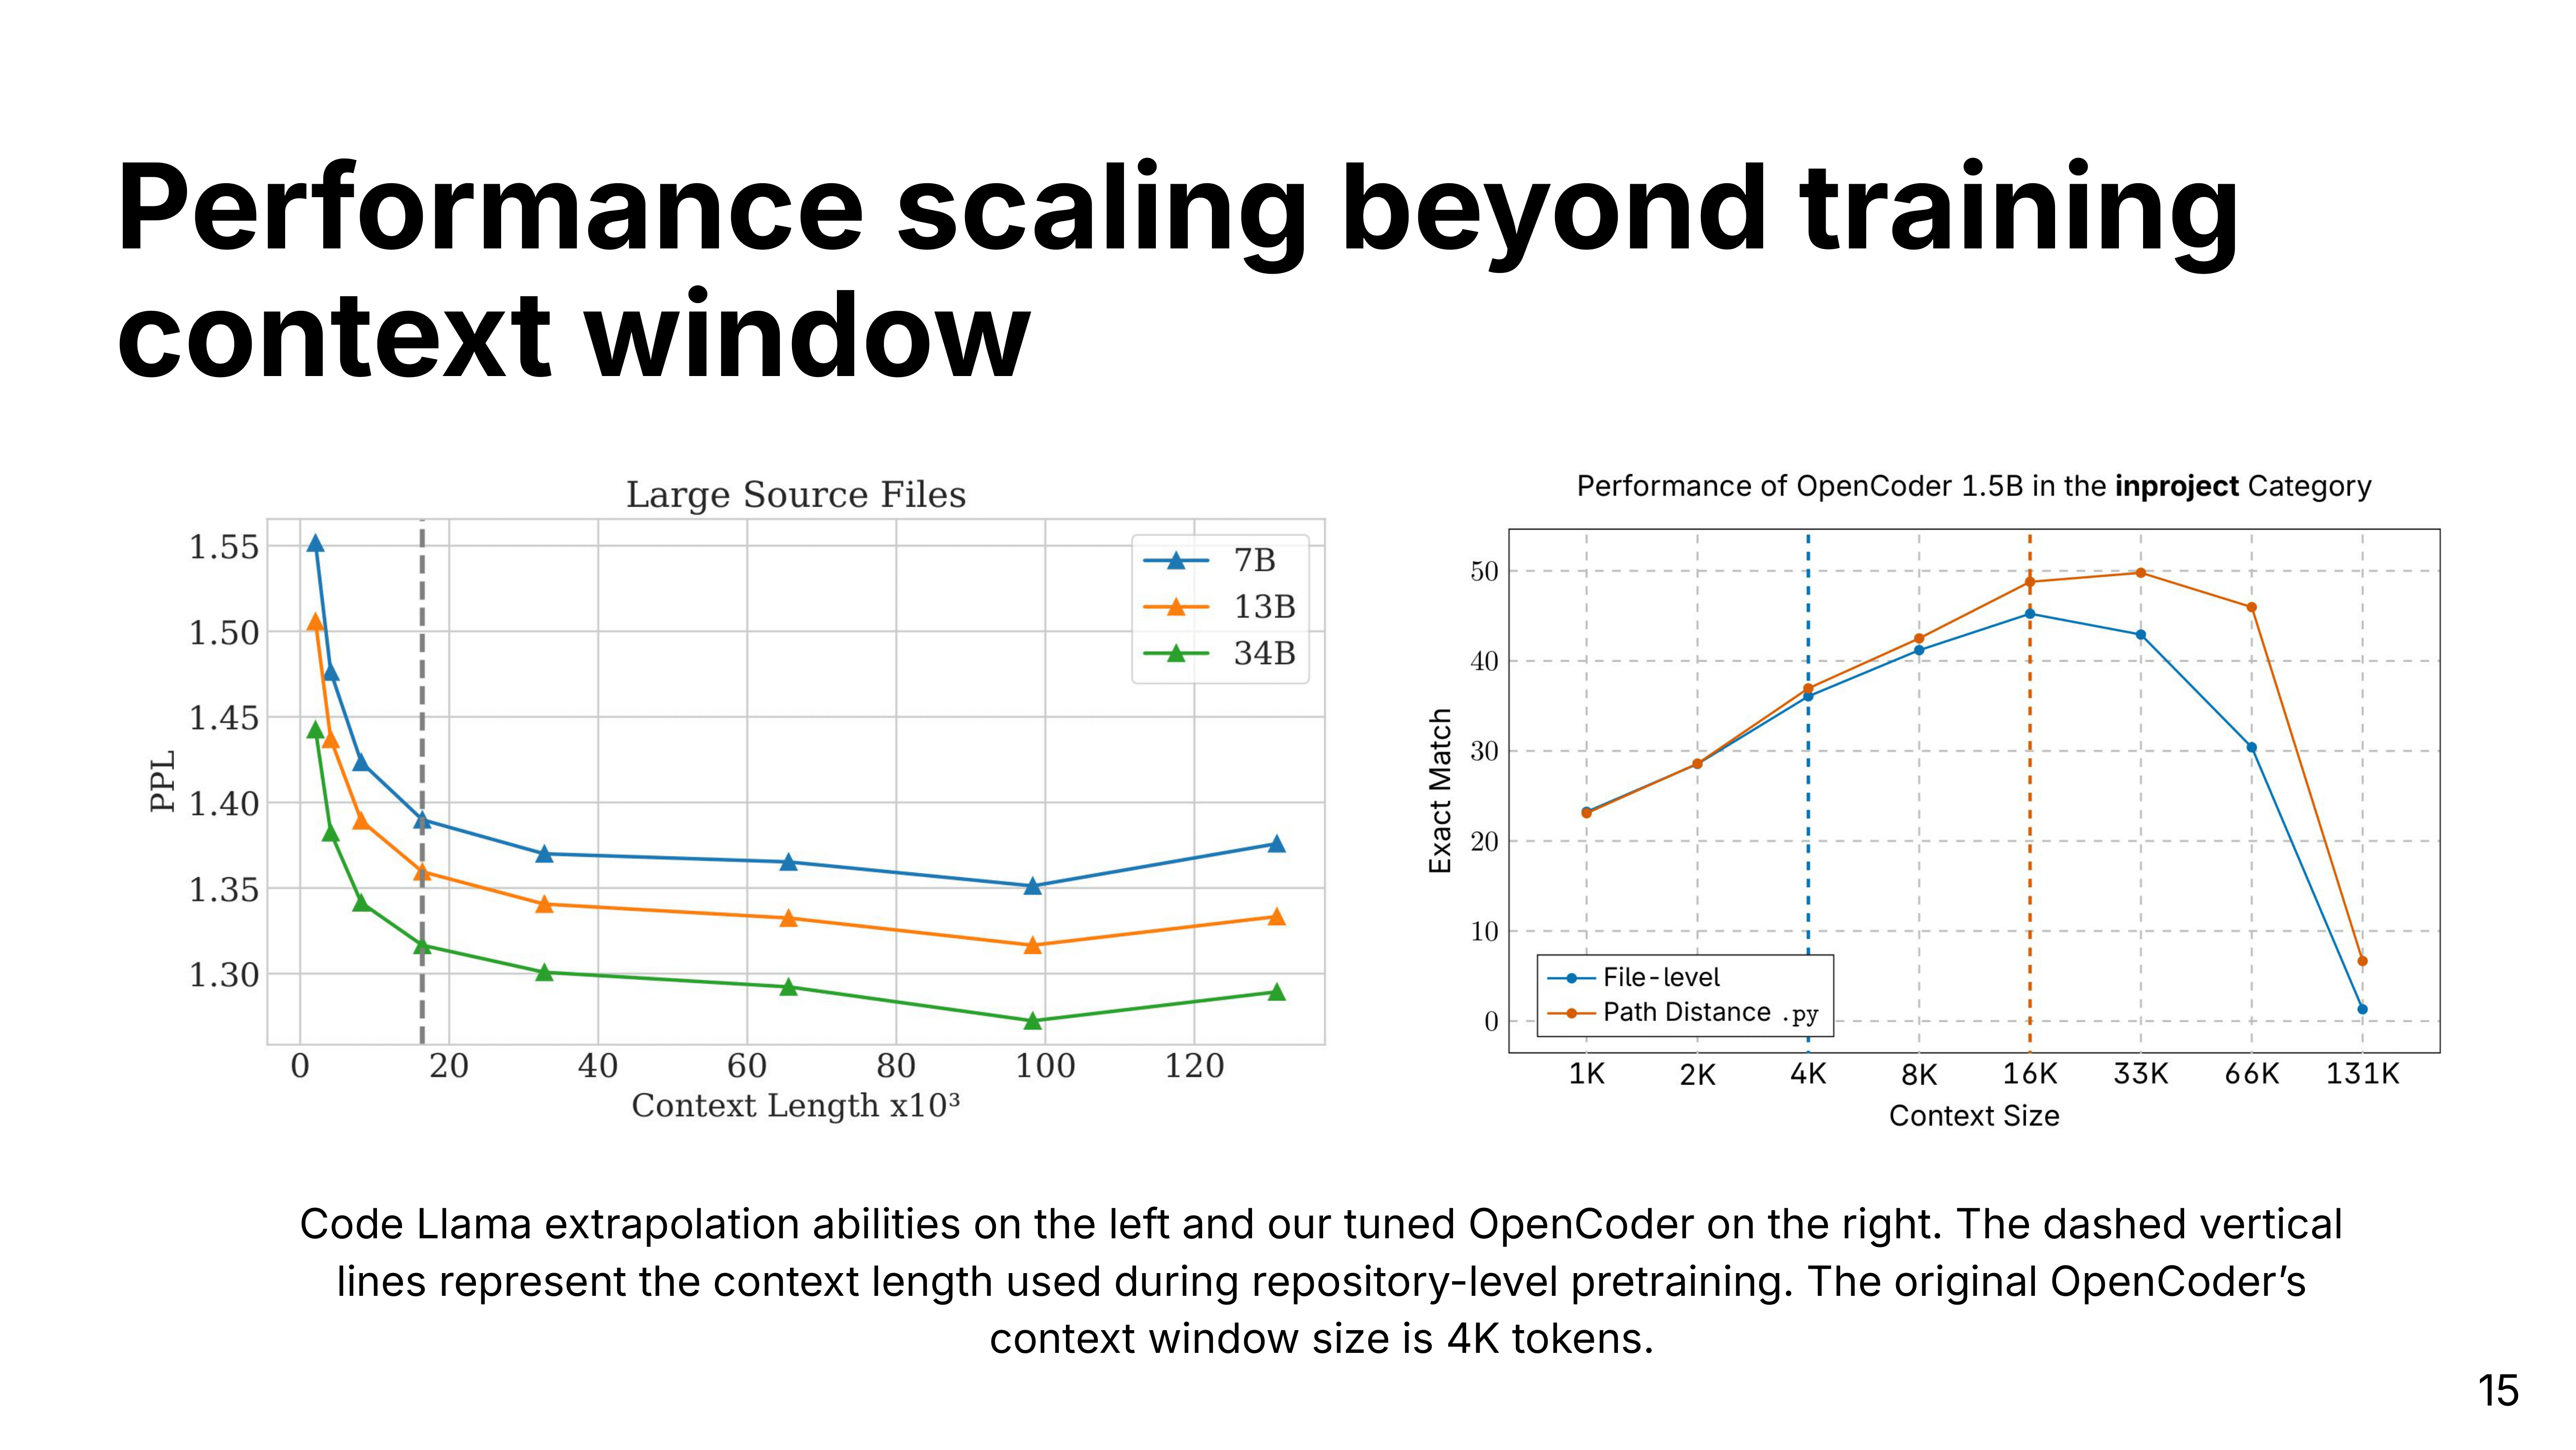 Performance scaling beyond training
context window
Large Source Files
1.55
1.50
1.45
1.40
1.35
1.30
PPL
7B
13B
34B
0 20 40 60 80 100 120
Context Length x10³
Performance of OpenCoder 1.5B in the inproject Category
50
40
30
20
10
0
Exact Match
File-level
Path Distance .py
1K 2K 4K 8K 16K 33K 66K 131K
Context Size
Code Llama extrapolation abilities on the left and our tuned OpenCoder on the right. The dashed vertical
lines represent the context length used during repository-level pretraining. The original OpenCoder’s
context window size is 4K tokens.
15